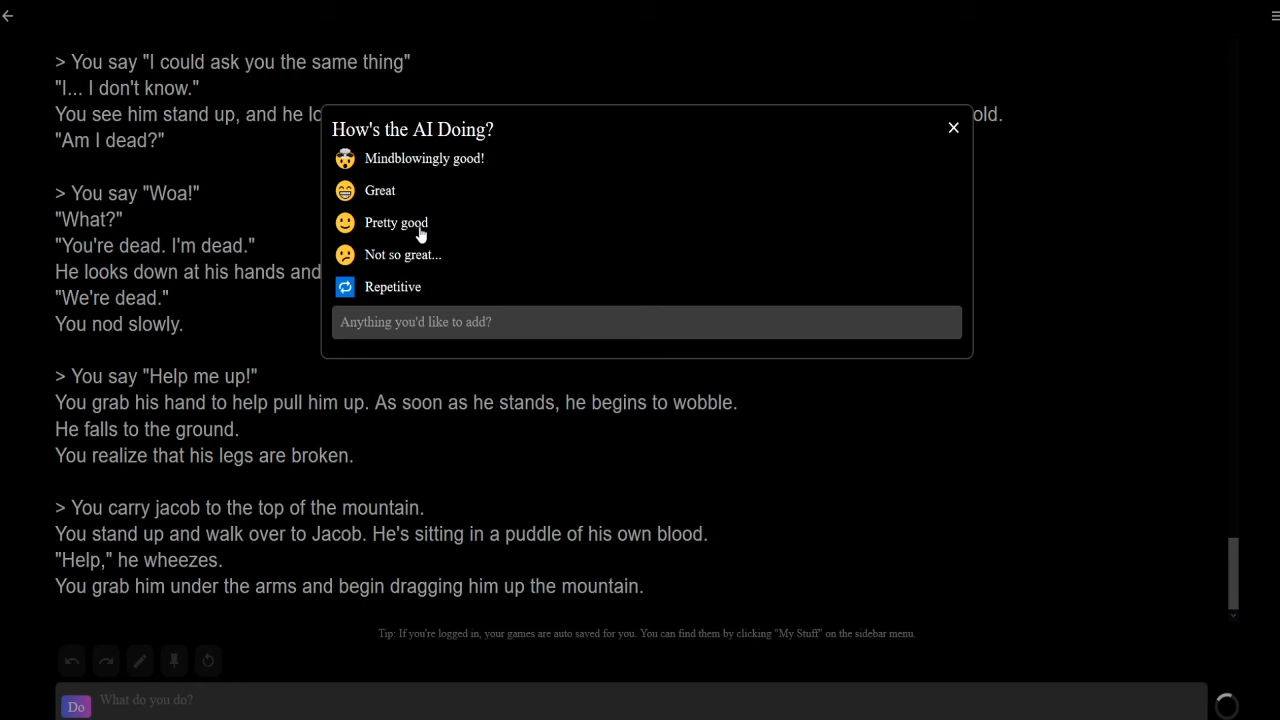 > You say "I could ask you the same thing"
"I... I don't know."
You see him stand up, and he lo
old.
"Am I dead?"
> You say "Woa!"
"What?"
"You're dead. I'm dead."
He looks down at his hands and
"We're dead."
You nod slowly.
How's the AI Doing?
Mindblowingly good!
Great
Pretty good
Not so great...
Repetitive
Anything you'd like to add?
> You say "Help me up!"
You grab his hand to help pull him up. As soon as he stands, he begins to wobble.
He falls to the ground.
You realize that his legs are broken.
> You carry jacob to the top of the mountain.
You stand up and walk over to Jacob. He's sitting in a puddle of his own blood.
"Help," he wheezes.
You grab him under the arms and begin dragging him up the mountain.
Tip: If you're logged in, your games are auto saved for you. You can find them by clicking "My Stuff" on the sidebar menu.
Do What do you do?